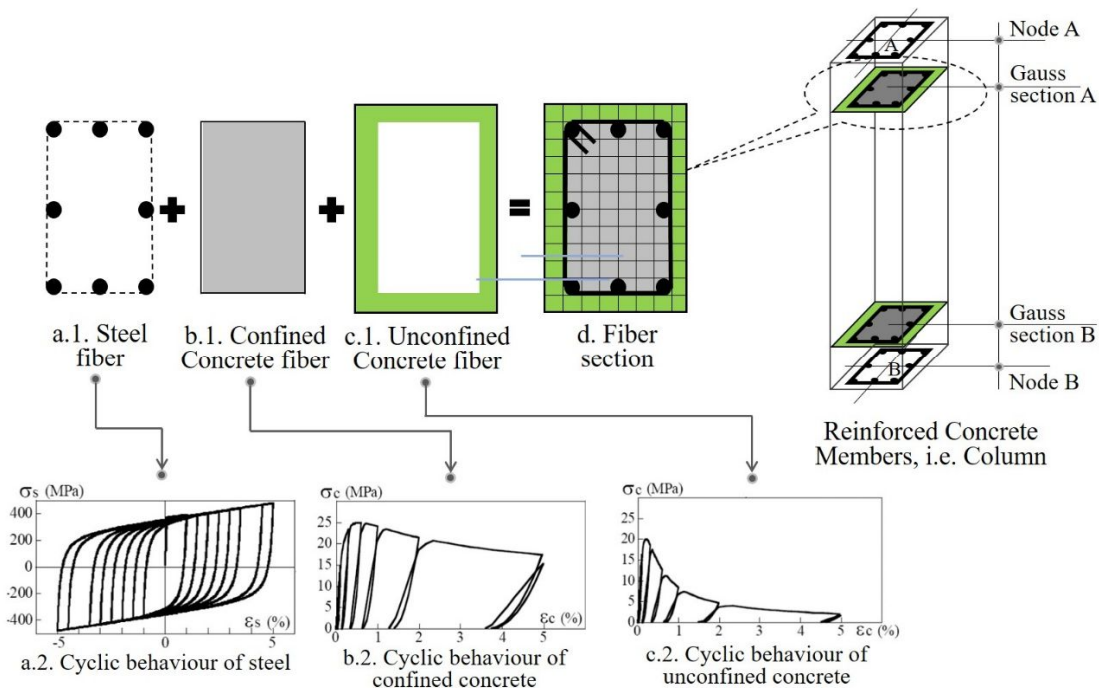 Node A
A
Gauss
section A
a.1. Steel
fiber
b.1. Confined
Concrete fiber
c.1. Unconfined
Concrete fiber
d. Fiber
section
Gauss
section B
B
Node B
Reinforced Concrete
Members, i.e. Column
σs (MPa)
400
200
0
-200
-400
-5
0
5
εs (%)
a.2. Cyclic behaviour of steel
σc (MPa)
25
20
15
10
5
0
0
1
2
3
4
5
εc (%)
b.2. Cyclic behaviour of
confined concrete
σc (MPa)
25
20
15
10
5
0
0
1
2
3
4
5
εc (%)
c.2. Cyclic behaviour of
unconfined concrete